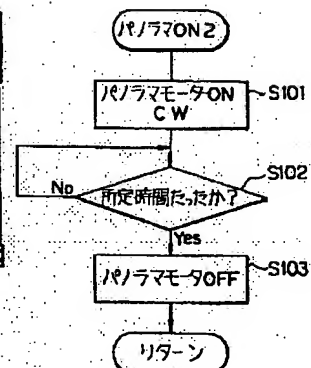 パノラマON2
パノラマモータON
CW
S101
所定時間たったか?
S102
No
Yes
パノラマモータOFF
S103
リターン